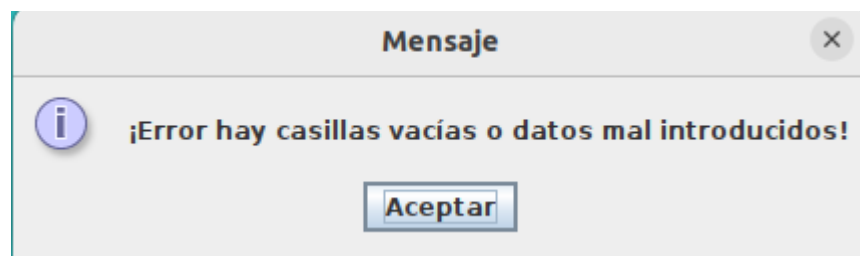 Mensaje
¡Error hay casillas vacías o datos mal introducidos!
Aceptar